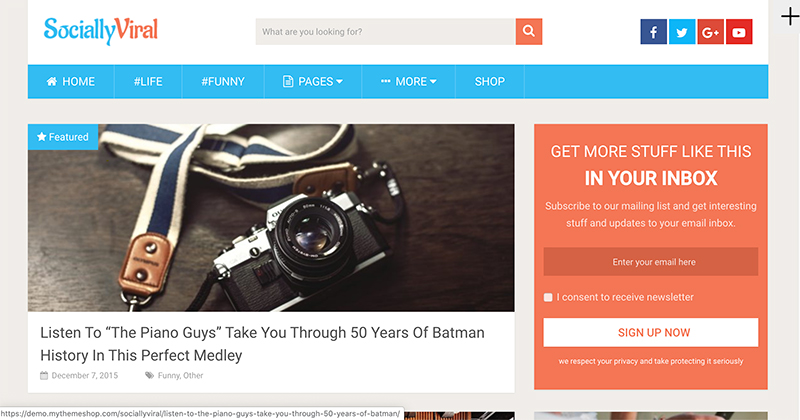 SociallyViral
What are you looking for?
HOME
#LIFE
#FUNNY
PAGES
MORE
SHOP
Featured
Listen To “The Piano Guys” Take You Through 50 Years Of Batman
History In This Perfect Medley
December 7, 2015
Funny, Other
GET MORE STUFF LIKE THIS
IN YOUR INBOX
Subscribe to our mailing list and get interesting
stuff and updates to your email inbox.
Enter your email here
I consent to receive newsletter
SIGN UP NOW
we respect your privacy and take protecting it seriously
https://demo.mythemeshop.com/sociallyviral/listen-to-the-piano-guys-take-you-through-50-years-of-batman/